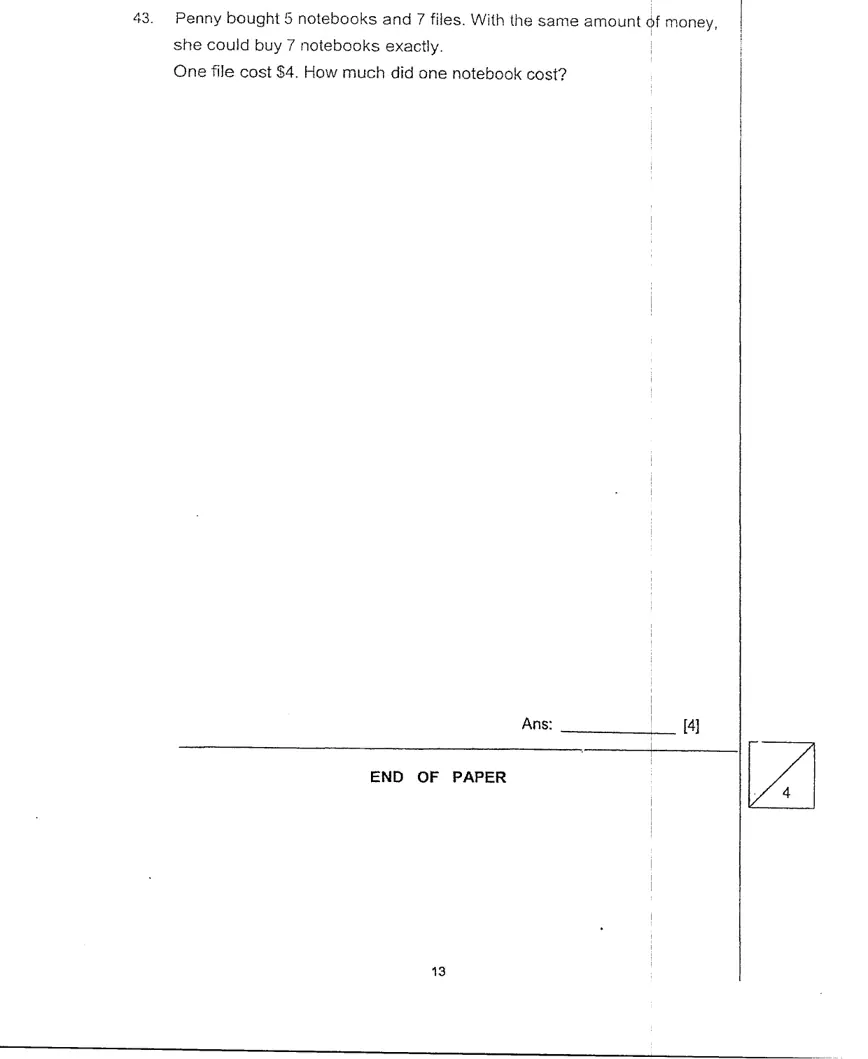 43. Penny bought 5 notebooks and 7 files. With the same amount of money,
she could buy 7 notebooks exactly.
One file cost $4. How much did one notebook cost?
Ans: ____________ [4]
END OF PAPER
4
13